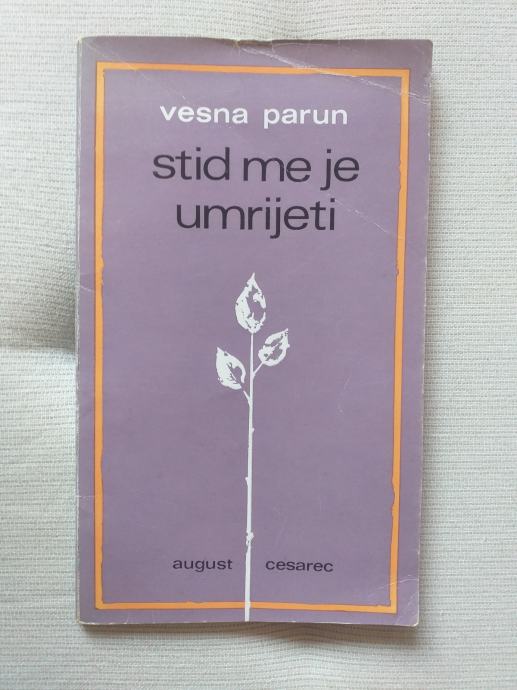 vesna parun
stid me je
umrijeti
august cesarec